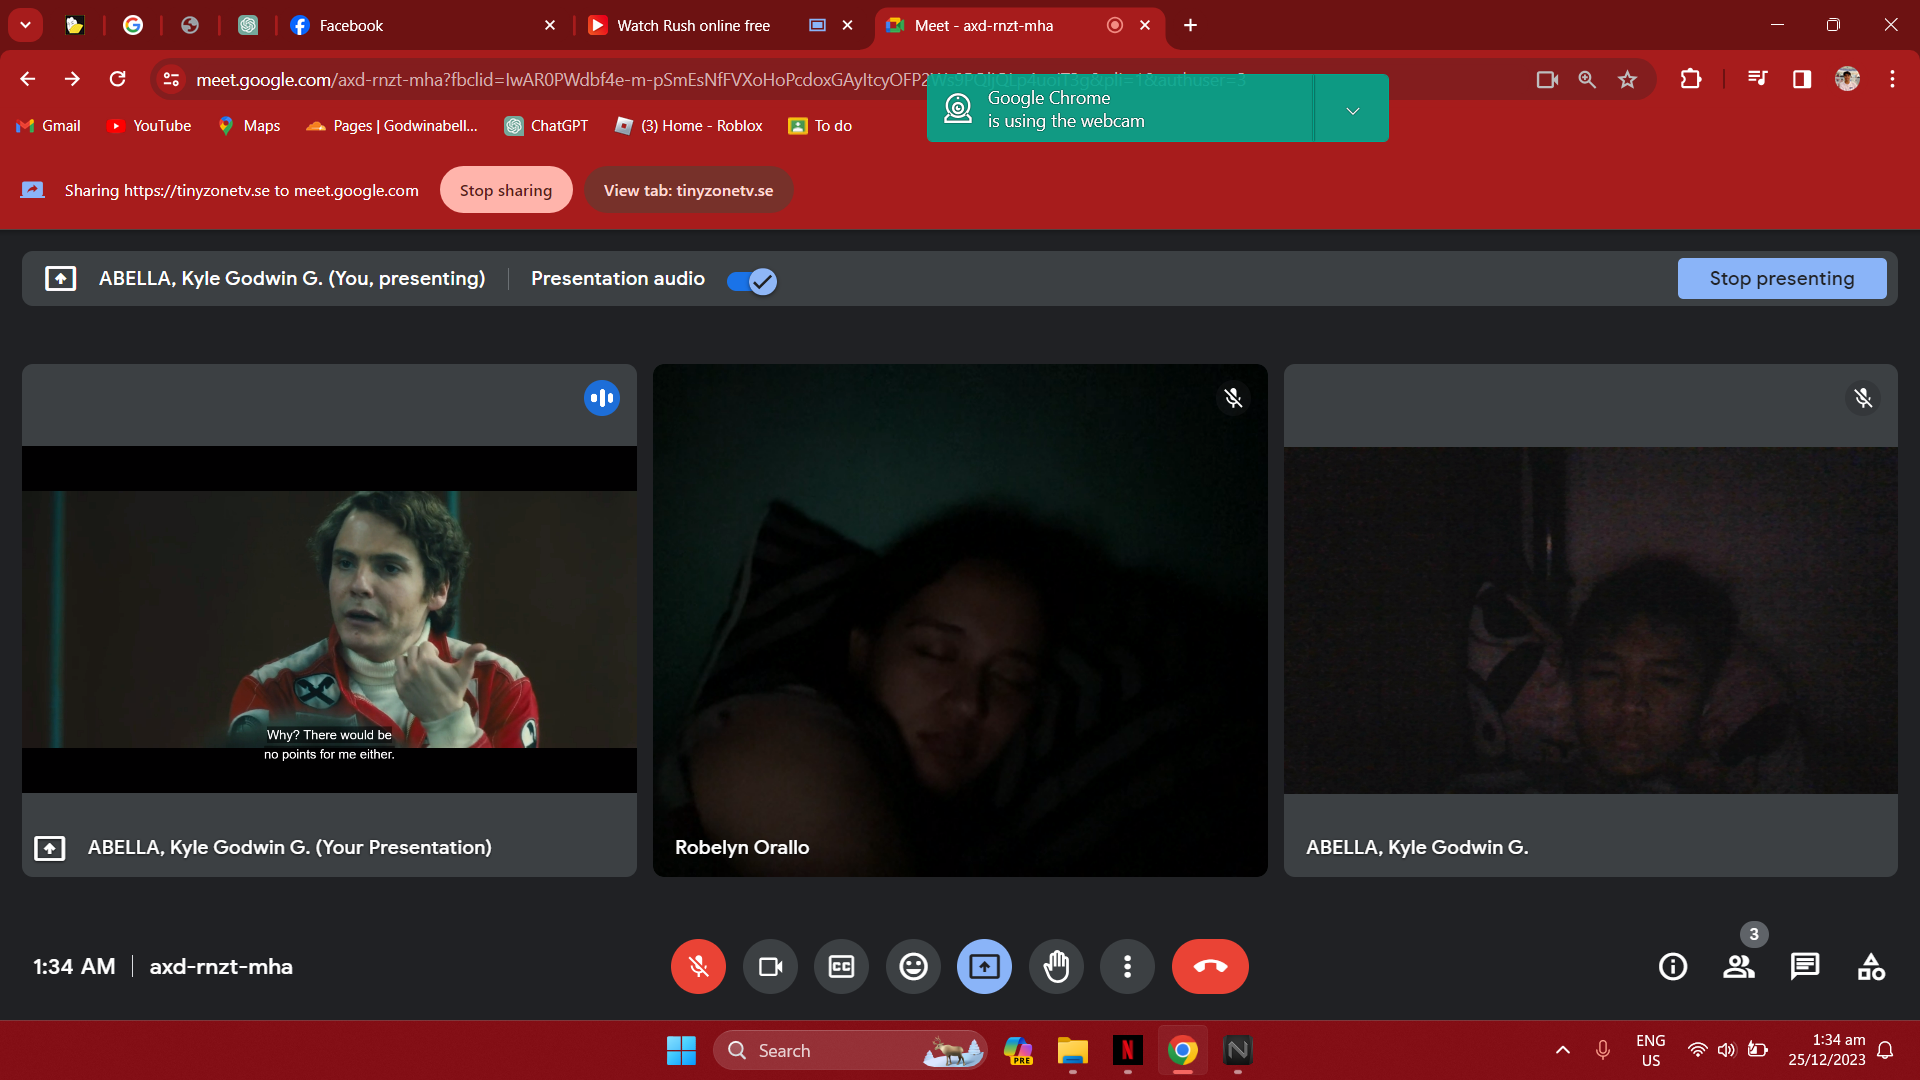 Facebook
Watch Rush online free
Meet - axd-rnzt-mha
meet.google.com/axd-rnzt-mha?fbclid=IwAR0PWdbf4e-m-pSmEsNfFVXoHoPcdoxGAyItcyOFP2
Google Chrome
is using the webcam
Gmail
YouTube
Maps
Pages | Godwinabell...
ChatGPT
(3) Home - Roblox
To do
Sharing https://tinyzonetv.se to meet.google.com
Stop sharing
View tab: tinyzonetv.se
ABELLA, Kyle Godwin G. (You, presenting)
Presentation audio
Stop presenting
Why? There would be
no points for me either.
ABELLA, Kyle Godwin G. (Your Presentation)
Robelyn Orallo
ABELLA, Kyle Godwin G.
1:34 AM
axd-rnzt-mha
CC
3
Search
PRE
N
N
ENG
US
1:34 am
25/12/2023